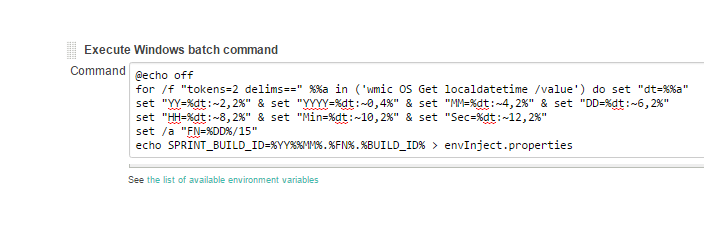 Execute Windows batch command
Command
@echo off
for /f "tokens=2 delims==" %%a in ('wmic OS Get localdatetime /value') do set "dt=%%a"
set "YY=%dt:~2,2%" & set "YYYY=%dt:~0,4%" & set "MM=%dt:~4,2%" & set "DD=%dt:~6,2%"
set "HH=%dt:~8,2%" & set "Min=%dt:~10,2%" & set "Sec=%dt:~12,2%"
set /a "FN=%DD%/15"
echo SPRINT_BUILD_ID=%YY%%MM%.%FN%.%BUILD_ID% > envInject.properties
See the list of available environment variables